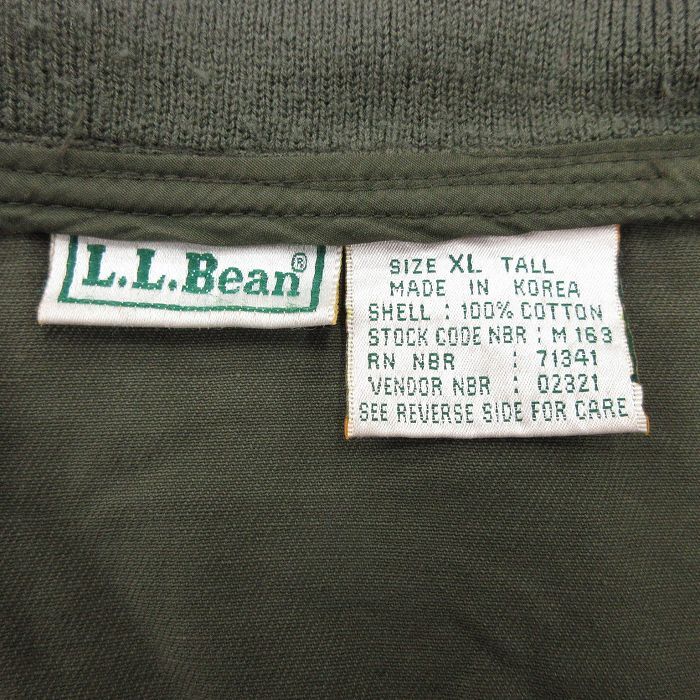 L.L.Bean®
SIZE XL TALL
MADE IN KOREA
SHELL : 100% COTTON
STOCK CODE NBR : M 163
RN NBR : 71341
VENDOR NBR : 02321
SEE REVERSE SIDE FOR CARE